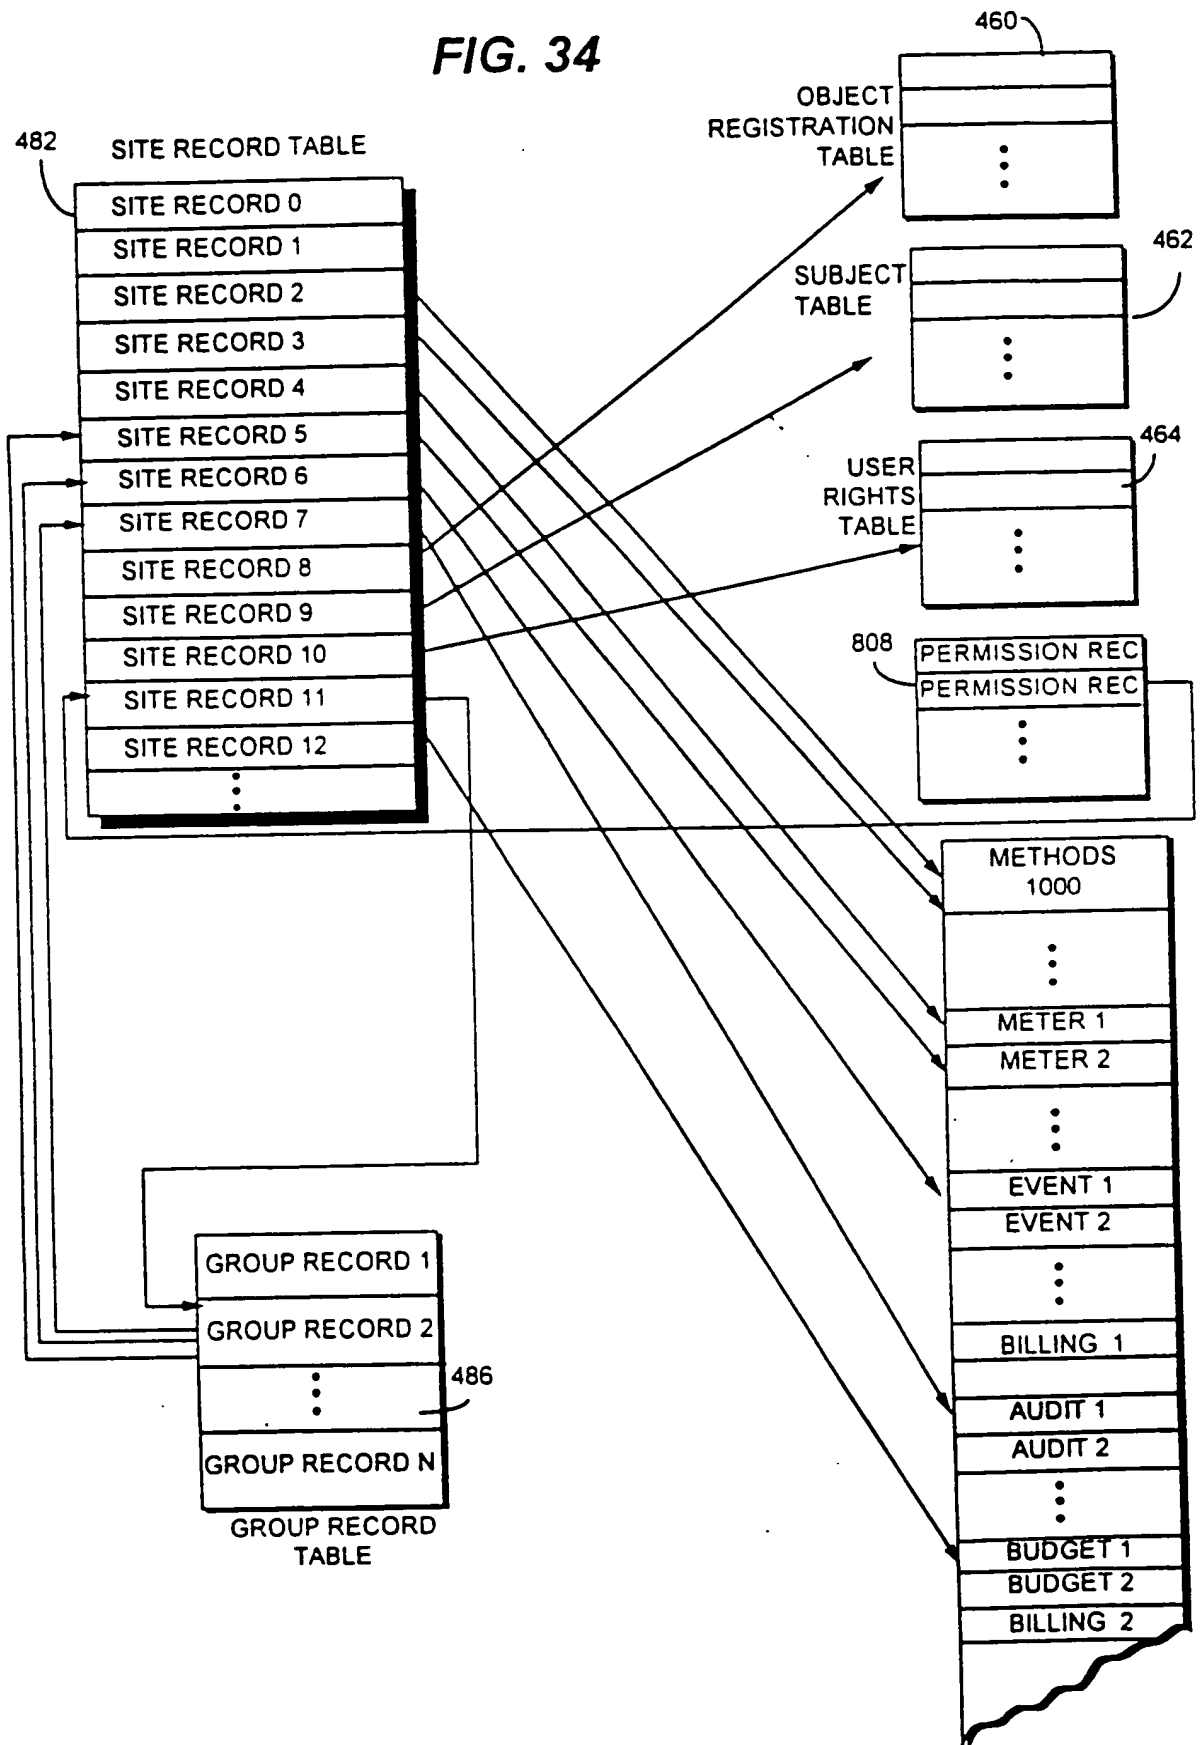 FIG. 34
460
OBJECT
REGISTRATION
TABLE
482
SITE RECORD TABLE
SITE RECORD 0
SITE RECORD 1
SITE RECORD 2
SITE RECORD 3
SITE RECORD 4
SITE RECORD 5
SITE RECORD 6
SITE RECORD 7
SITE RECORD 8
SITE RECORD 9
SITE RECORD 10
SITE RECORD 11
SITE RECORD 12
462
SUBJECT
TABLE
464
USER
RIGHTS
TABLE
808
PERMISSION REC
PERMISSION REC
METHODS
1000
METER 1
METER 2
EVENT 1
EVENT 2
BILLING 1
AUDIT 1
AUDIT 2
BUDGET 1
BUDGET 2
BILLING 2
GROUP RECORD 1
GROUP RECORD 2
486
GROUP RECORD N
GROUP RECORD
TABLE